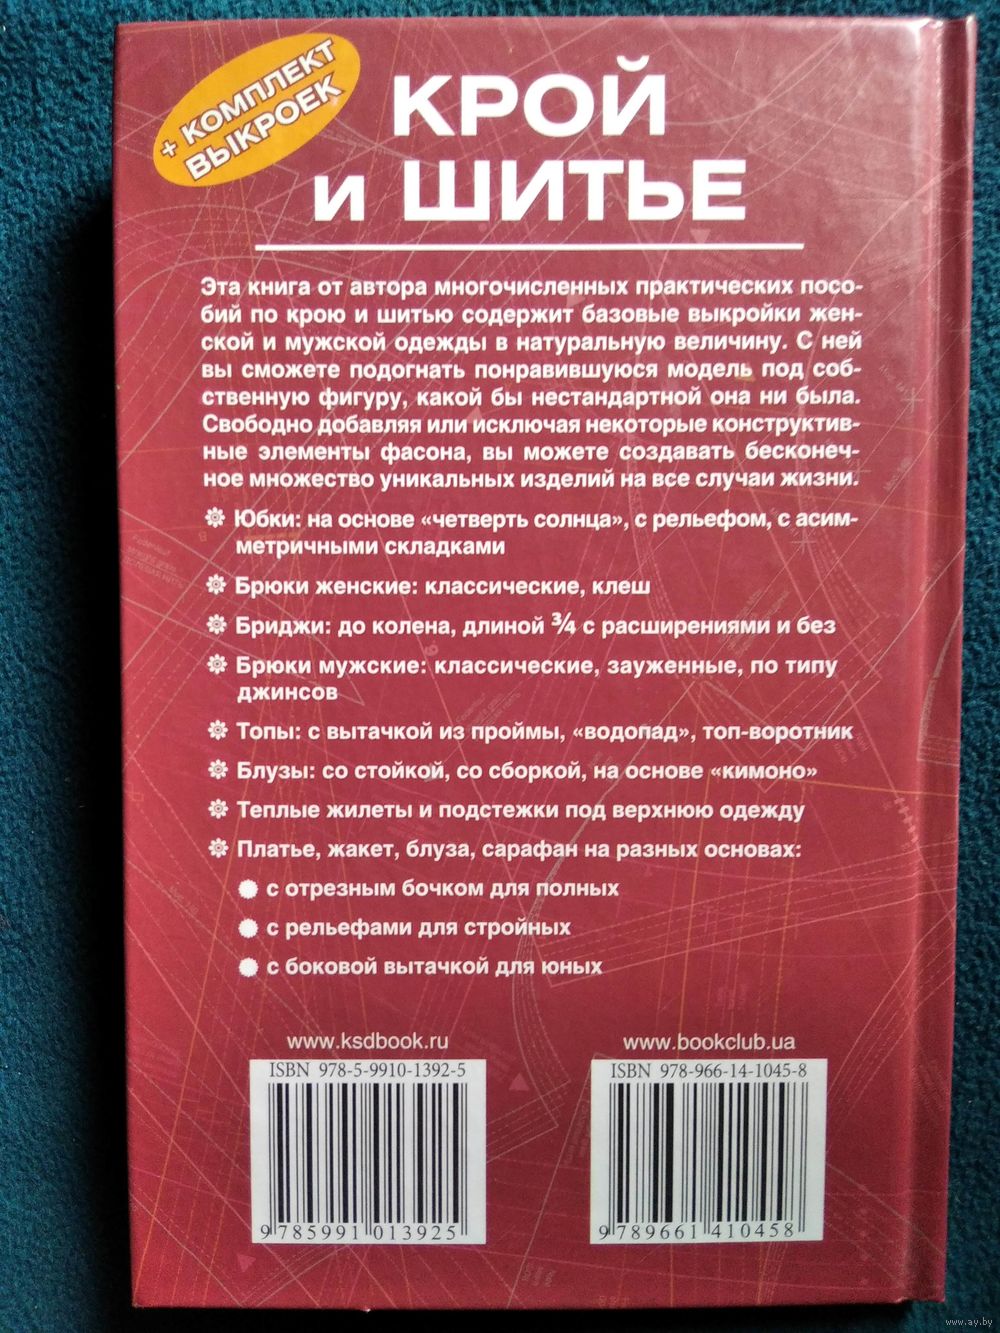 + КОМПЛЕКТ
ВЫКРОЕК
КРОЙ
и ШИТЬЕ
Эта книга от автора многочисленных практических посо-
бий по крою и шитью содержит базовые выкройки жен-
ской и мужской одежды в натуральную величину. С ней
вы сможете подогнать понравившуюся модель под соб-
ственную фигуру, какой бы нестандартной она ни была.
Свободно добавляя или исключая некоторые конструктив-
ные элементы фасона, вы можете создавать бесконеч-
ное множество уникальных изделий на все случаи жизни.
Юбки: на основе «четверть солнца», с рельефом, с асим-
метричными складками
Брюки женские: классические, клеш
Бриджи: до колена, длиной ¾ с расширениями и без
Брюки мужские: классические, зауженные, по типу
джинсов
Топы: с вытачкой из проймы, «водопад», топ-воротник
Блузы: со стойкой, со сборкой, на основе «кимоно»
Теплые жилеты и подстежки под верхнюю одежду
Платье, жакет, блуза, сарафан на разных основах:
с отрезным бочком для полных
с рельефами для стройных
с боковой вытачкой для юных
www.ksdbook.ru
ISBN 978-5-9910-1392-5
9 785991 013925
www.bookclub.ua
ISBN 978-966-14-1045-8
9 789661 410458
www.ay.by